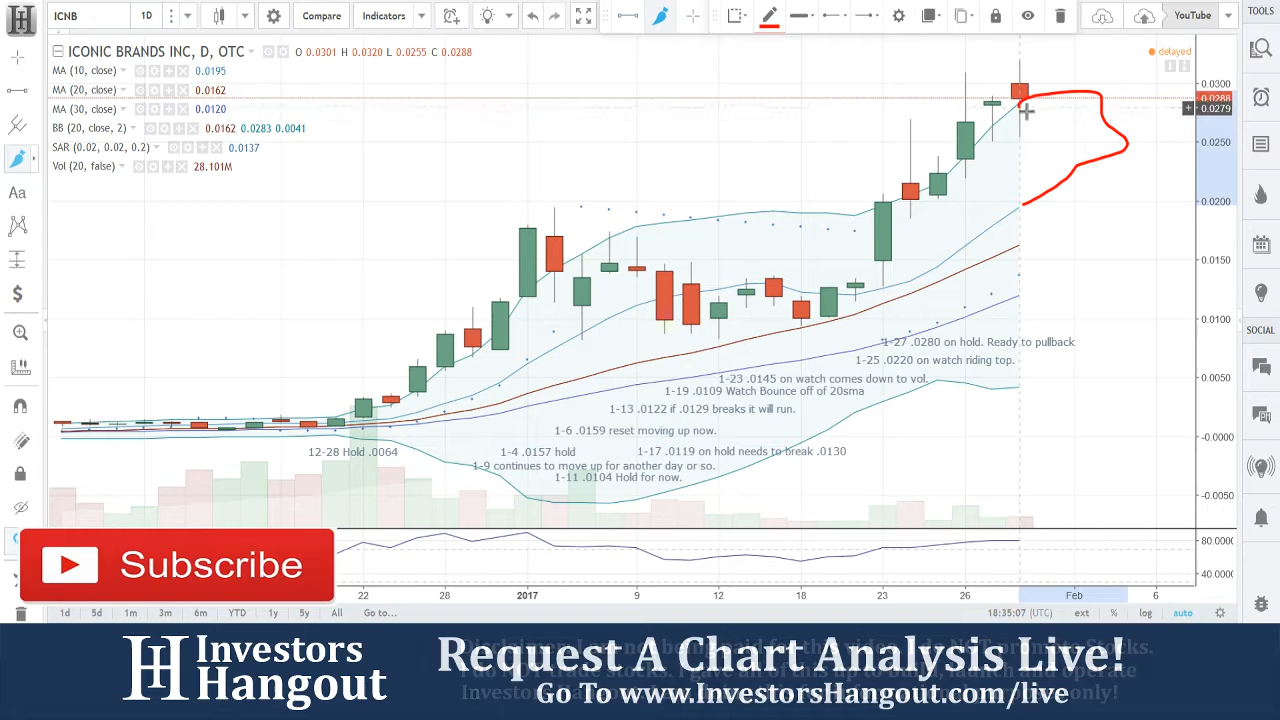 ICNB 1D Compare Indicators YouTube TOOLS
ICONIC BRANDS INC, D, OTC O 0.0301 H 0.0320 L 0.0255 C 0.0288
delayed
MA (10, close) 0.0195
MA (20, close) 0.0162
MA (30, close) 0.0120
BB (20, close, 2) 0.0162 0.0283 0.0041
SAR (0.02, 0.02, 0.2) 0.0137
Vol (20, false) 28.101M
0.0300
0.0288
0.0279
0.0250
0.0200
0.0150
0.0100
0.0050
-0.0000
-0.0050
80.0000
40.0000
Aa
SOCIAL
1-27 .0280 on hold. Ready to pullback
1-25 .0220 on watch riding top.
1-23 .0145 on watch comes down to vol.
1-19 .0109 Watch Bounce off of 20sma
1-13 .0122 if .0129 breaks it will run.
1-6 .0159 reset moving up now.
12-28 Hold .0064
1-4 .0157 hold
1-17 .0119 on hold needs to break .0130
1-9 continues to move up for another day or so.
1-11 .0104 Hold for now.
Subscribe
22 28 2017 9 12 18 23 26 Feb 6
1d 5d 1m 3m 6m YTD 1y 5y All Go to... 18:35:07 (UTC) ext % log auto
H Investors Hangout
Request A Chart Analysis Live!
Go To www.InvestorsHangout.com/live